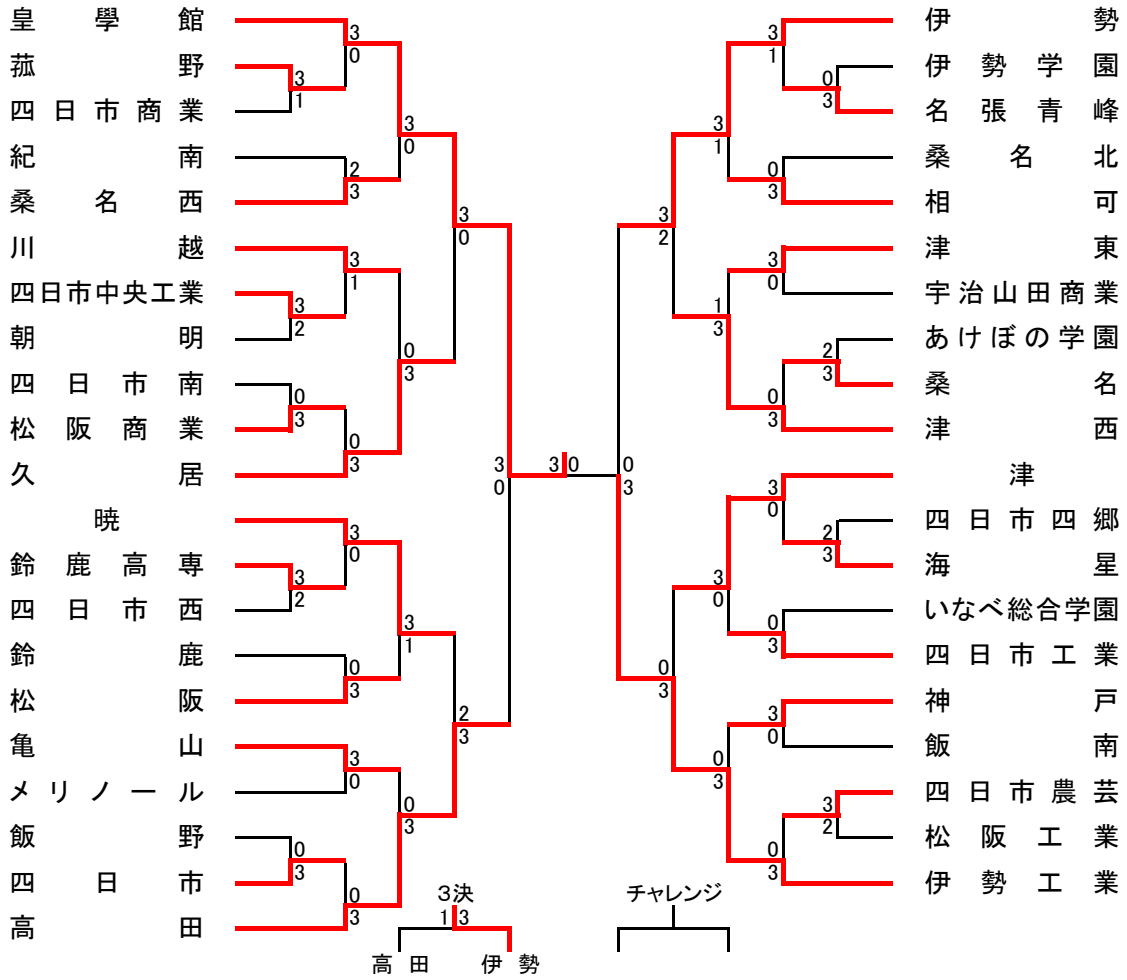 皇學館
菰野
四日市商業
紀南
桑名西
川越
四日市中央工業
朝明
四日市南
松阪商業
久居
暁
鈴鹿高専
四日市西
鈴鹿
松阪
亀山
メリノール
飯野
四日市
高田
3
0
3
1
2
3
3
1
3
2
0
3
0
3
3
0
3
2
0
3
3
0
0
3
0
3
3
0
0
3
3
1
0
3
3
0
2
3
3
0
3 0
0
3
3
2
0
3
3
1
1
3
3
0
0
3
3
1
0
3
0
3
3
0
2
3
0
3
3
0
2
3
0
3
3
0
3
2
0
3
伊勢
伊勢学園
名張青峰
桑名北
相可
津東
宇治山田商業
あけぼの学園
桑名
津西
津
四日市四郷
海星
いなべ総合学園
四日市工業
神戸
飯南
四日市農芸
松阪工業
伊勢工業
3決
1 3
高田 伊勢
チャレンジ